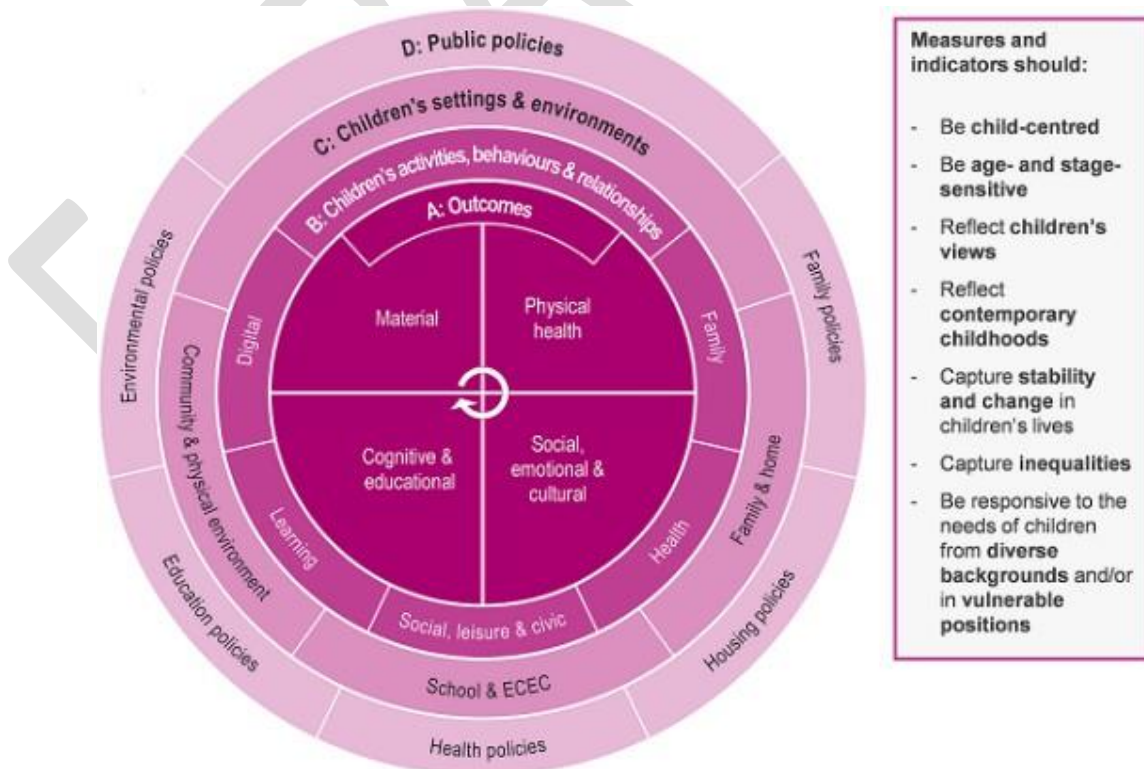 D: Public policies
C: Children's settings & environments
B: Children's activities, behaviours & relationships
A: Outcomes
Material
Physical
health
Cognitive &
educational
Social,
emotional &
cultural
Digital
Family
Learning
Health
Social, leisure & civic
Community & physical environment
Family & home
School & ECEC
Environmental policies
Family policies
Education policies
Housing policies
Health policies
Measures and
indicators should:
- Be child-centred
- Be age- and stage-
sensitive
- Reflect children's
views
- Reflect
contemporary
childhoods
- Capture stability
and change in
children's lives
- Capture inequalities
- Be responsive to the
needs of children
from diverse
backgrounds and/or
in vulnerable
positions